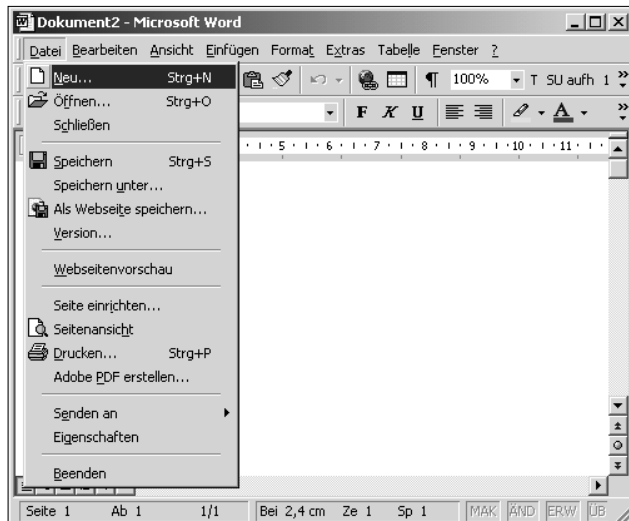 Dokument2 - Microsoft Word
Datei Bearbeiten Ansicht Einfügen Format Extras Tabelle Fenster ?
Neu... Strg+N
100% T SU aufh 1
Öffnen... Strg+O
F K U A
Schließen
5 6 7 8 9 10 11
Speichern Strg+S
Speichern unter...
Als Webseite speichern...
Version...
Webseitenvorschau
Seite einrichten...
Seitenansicht
Drucken... Strg+P
Adobe PDF erstellen...
Senden an
Eigenschaften
Beenden
Seite 1 Ab 1 1/1 Bei 2,4 cm Ze 1 Sp 1 MAK ÄND ERW ÜB